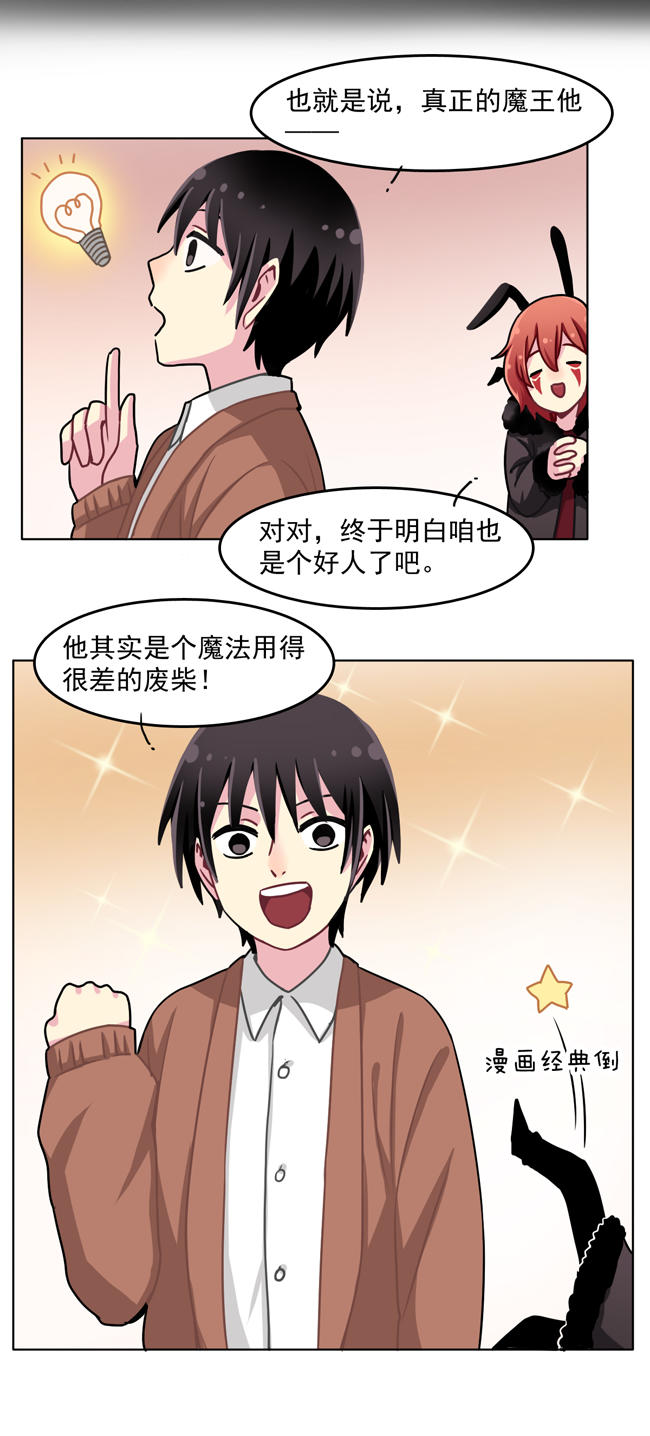 也就是说，真正的魔王他
——
对对，终于明白咱也
是个好人了吧。
他其实是个魔法用得
很差的废柴！
漫画经典倒